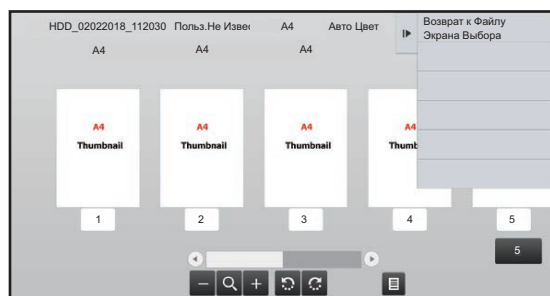 HDD_02022018_112030 Польз.Не Извес A4 Авто Цвет
Возврат к Файлу
Экрана Выбора
A4 A4
A4 A4 A4 A4
Thumbnail Thumbnail Thumbnail Thumb
1 2 3 4 5
5